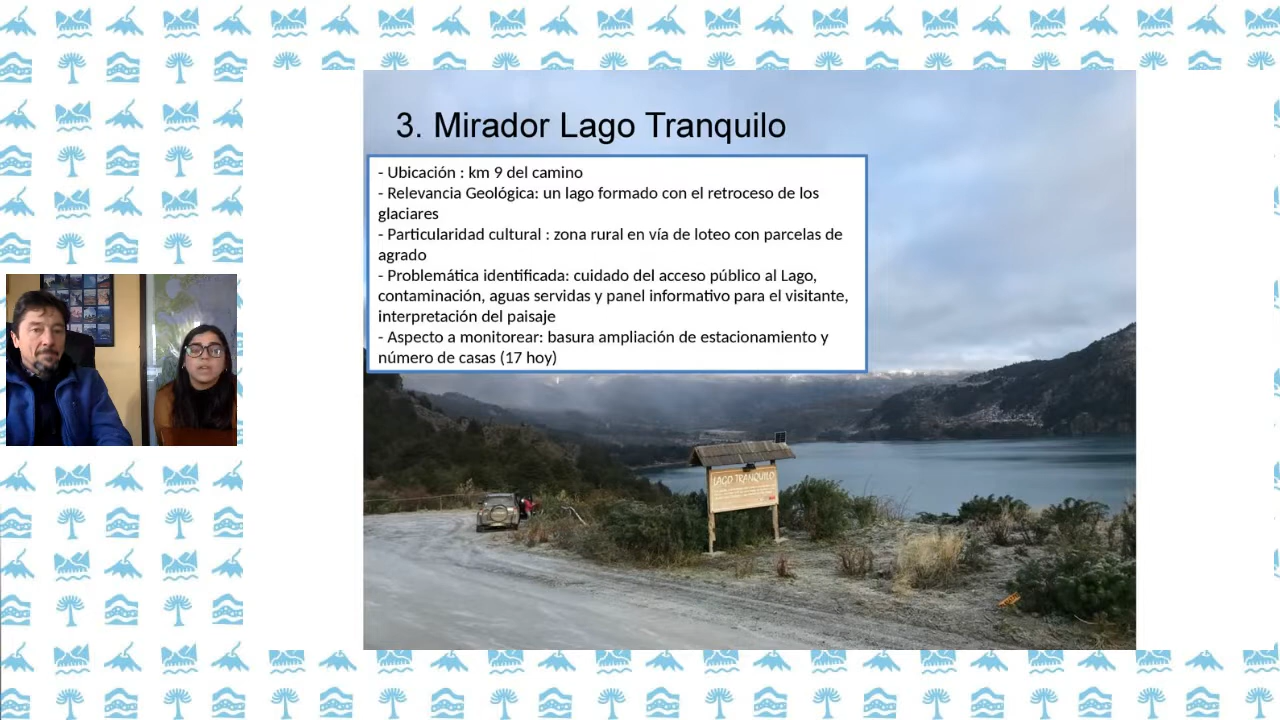 3. Mirador Lago Tranquilo
- Ubicación : km 9 del camino
- Relevancia Geológica: un lago formado con el retroceso de los
glaciares
- Particularidad cultural : zona rural en vía de loteo con parcelas de
agrado
- Problemática identificada: cuidado del acceso público al Lago,
contaminación, aguas servidas y panel informativo para el visitante,
interpretación del paisaje
- Aspecto a monitorear: basura ampliación de estacionamiento y
número de casas (17 hoy)
LAGO TRANQUILO